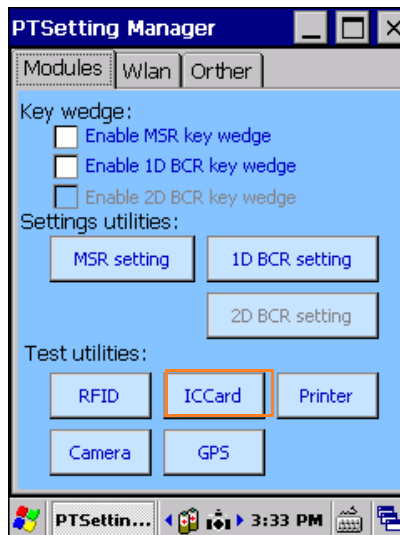 PTSetting Manager
Modules Wlan Orther
Key wedge:
Enable MSR key wedge
Enable 1D BCR key wedge
Enable 2D BCR key wedge
Settings utilities:
MSR setting 1D BCR setting
2D BCR setting
Test utilities:
RFID ICCard Printer
Camera GPS
PTSettin... 3:33 PM